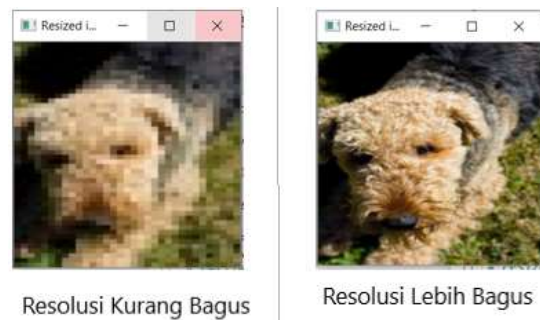 Resized i...
Resized i...
Resolusi Kurang Bagus
Resolusi Lebih Bagus